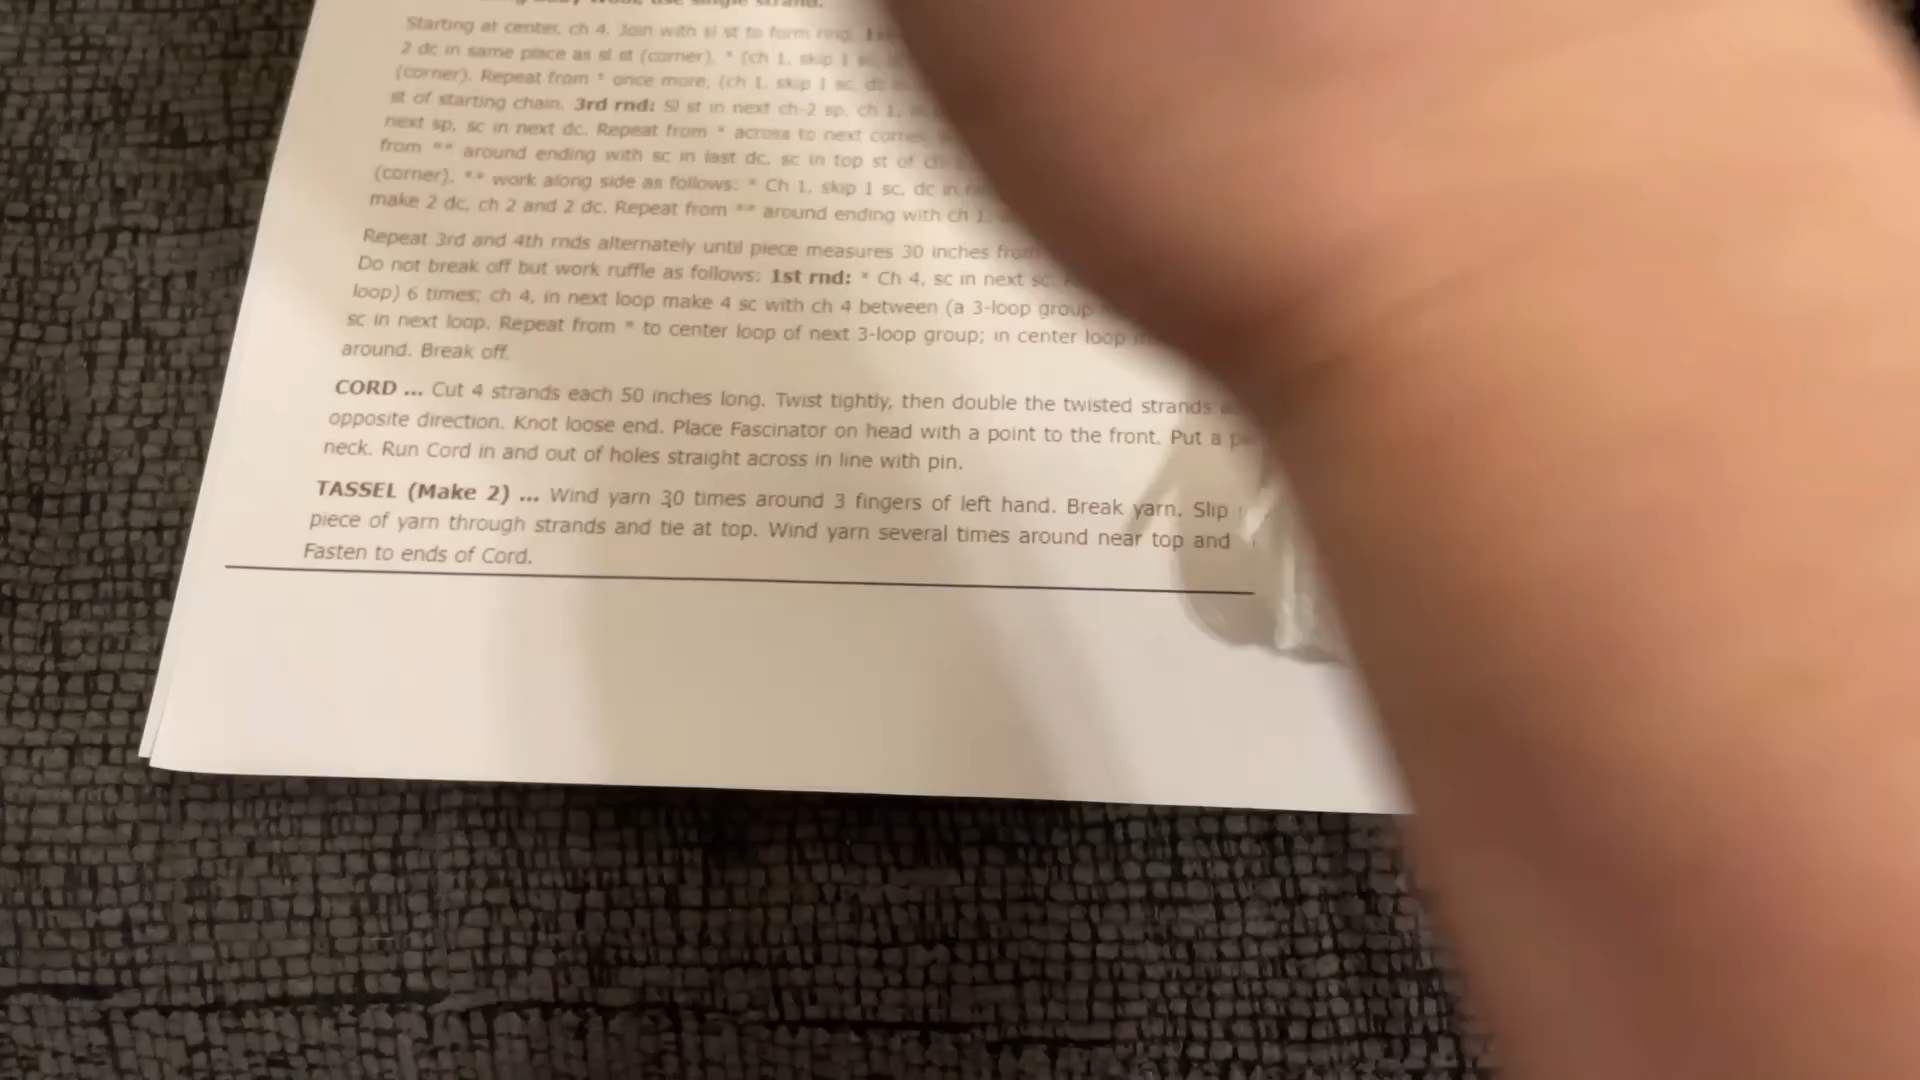 use single strand.
Starting at center, ch 4. Join with sl st to form ring.
2 dc in same place as sl st (corner), * (ch 1, skip 1 sc,
(corner). Repeat from * once more, (ch 1, skip 1 sc, dc in
st of starting chain. 3rd rnd: Sl st in next ch-2 sp, ch 1,
next sp, sc in next dc. Repeat from * across to next corner
from ** around ending with sc in last dc, sc in top st of
(corner), ** work along side as follows: * Ch 1, skip 1 sc, dc in
make 2 dc, ch 2 and 2 dc. Repeat from ** around ending with ch 1,
Repeat 3rd and 4th rnds alternately until piece measures 30 inches from
Do not break off but work ruffle as follows: 1st rnd: * Ch 4, sc in next sc.
loop) 6 times; ch 4, in next loop make 4 sc with ch 4 between (a 3-loop group
sc in next loop. Repeat from * to center loop of next 3-loop group; in center loop
around. Break off.
CORD ... Cut 4 strands each 50 inches long. Twist tightly, then double the twisted strands
opposite direction. Knot loose end. Place Fascinator on head with a point to the front. Put a
neck. Run Cord in and out of holes straight across in line with pin.
TASSEL (Make 2) ... Wind yarn 30 times around 3 fingers of left hand. Break yarn. Slip
piece of yarn through strands and tie at top. Wind yarn several times around near top and
Fasten to ends of Cord.